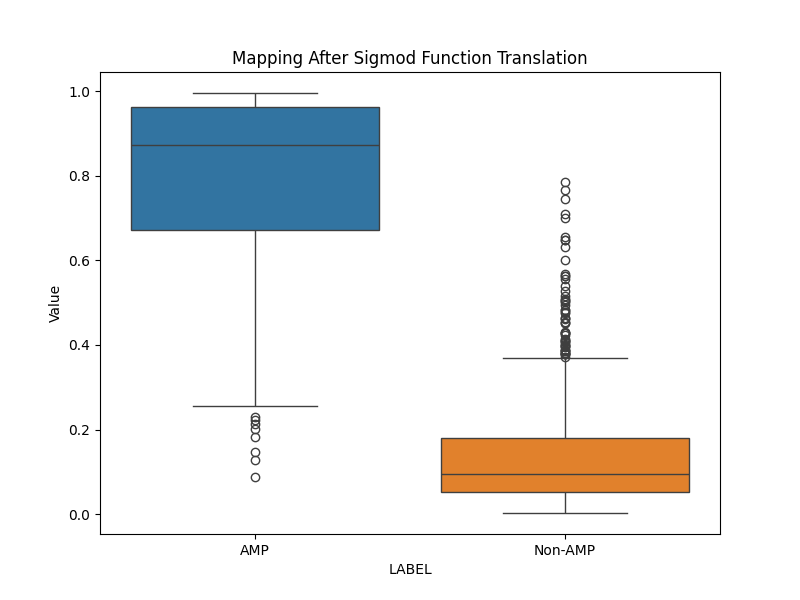 Mapping After Sigmod Function Translation
1.0
0.8
0.6
0.4
0.2
0.0
Value
AMP
Non-AMP
LABEL